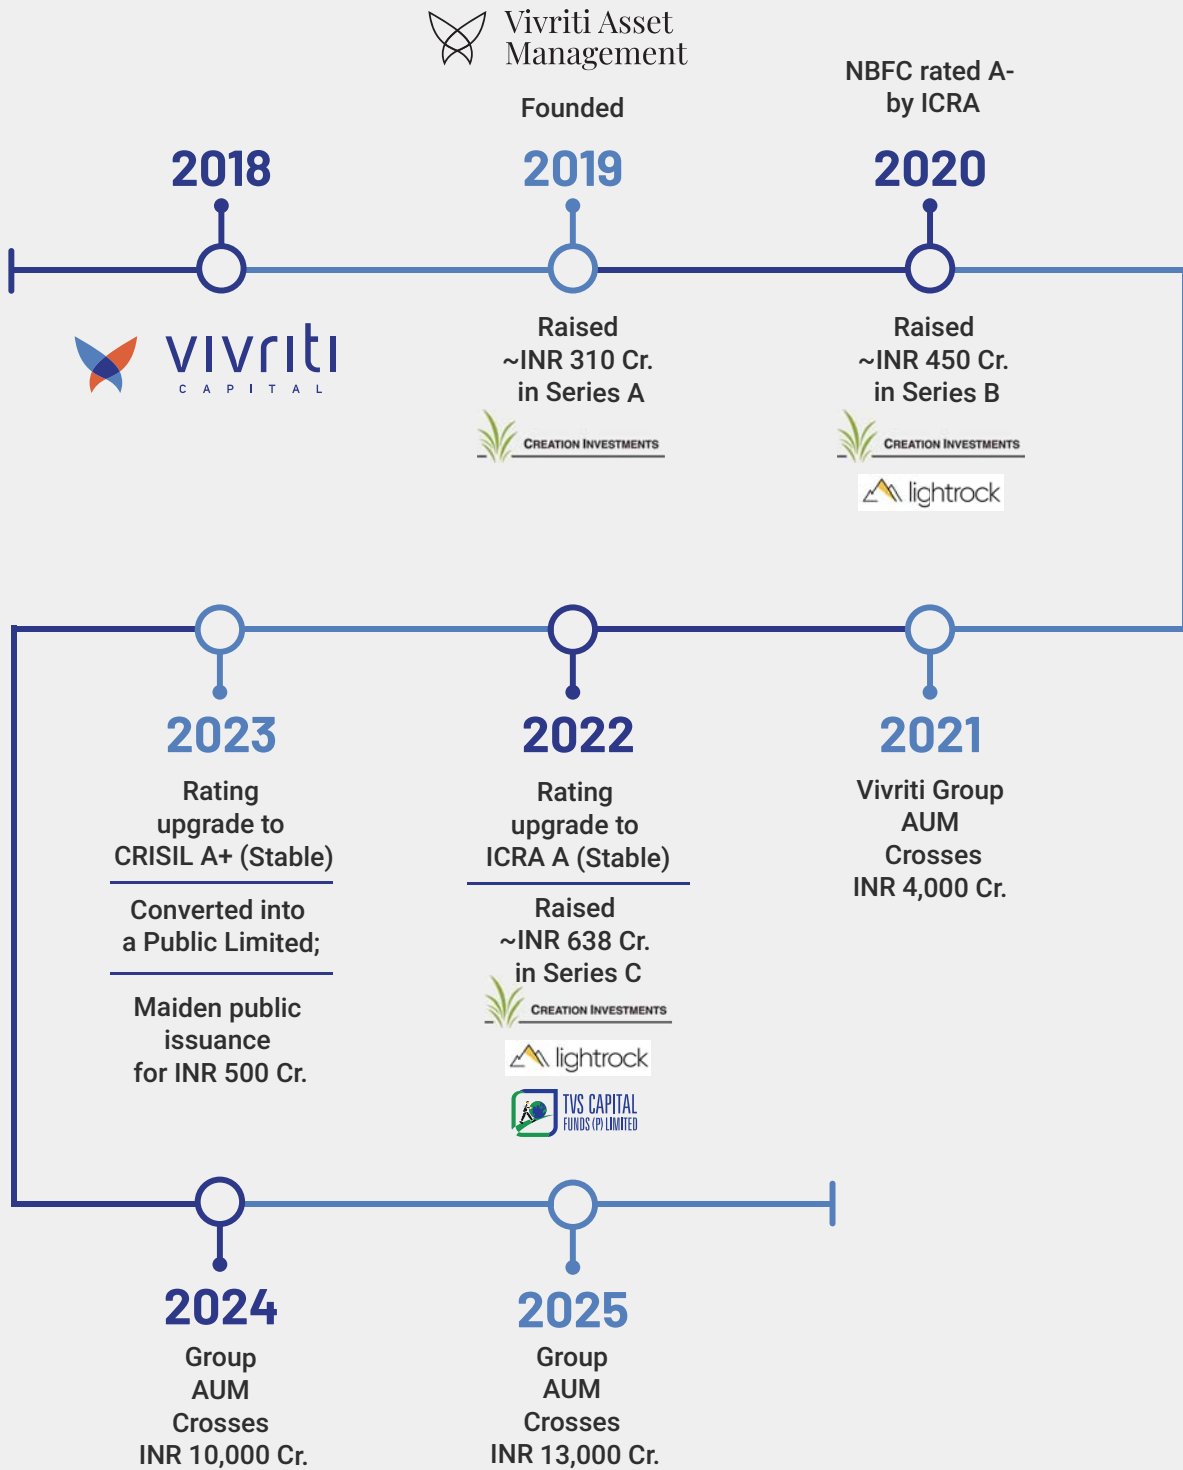 Vivriti Asset
Management
Founded
NBFC rated A-
by ICRA
2018
2019
2020
vivriti
CAPITAL
Raised
~INR 310 Cr.
in Series A
CREATION INVESTMENTS
Raised
~INR 450 Cr.
in Series B
CREATION INVESTMENTS
lightrock
2023
Rating
upgrade to
CRISIL A+ (Stable)
Converted into
a Public Limited;
Maiden public
issuance
for INR 500 Cr.
2022
Rating
upgrade to
ICRA A (Stable)
Raised
~INR 638 Cr.
in Series C
CREATION INVESTMENTS
lightrock
TVS CAPITAL
FUNDS (P) LIMITED
2021
Vivriti Group
AUM
Crosses
INR 4,000 Cr.
2024
Group
AUM
Crosses
INR 10,000 Cr.
2025
Group
AUM
Crosses
INR 13,000 Cr.